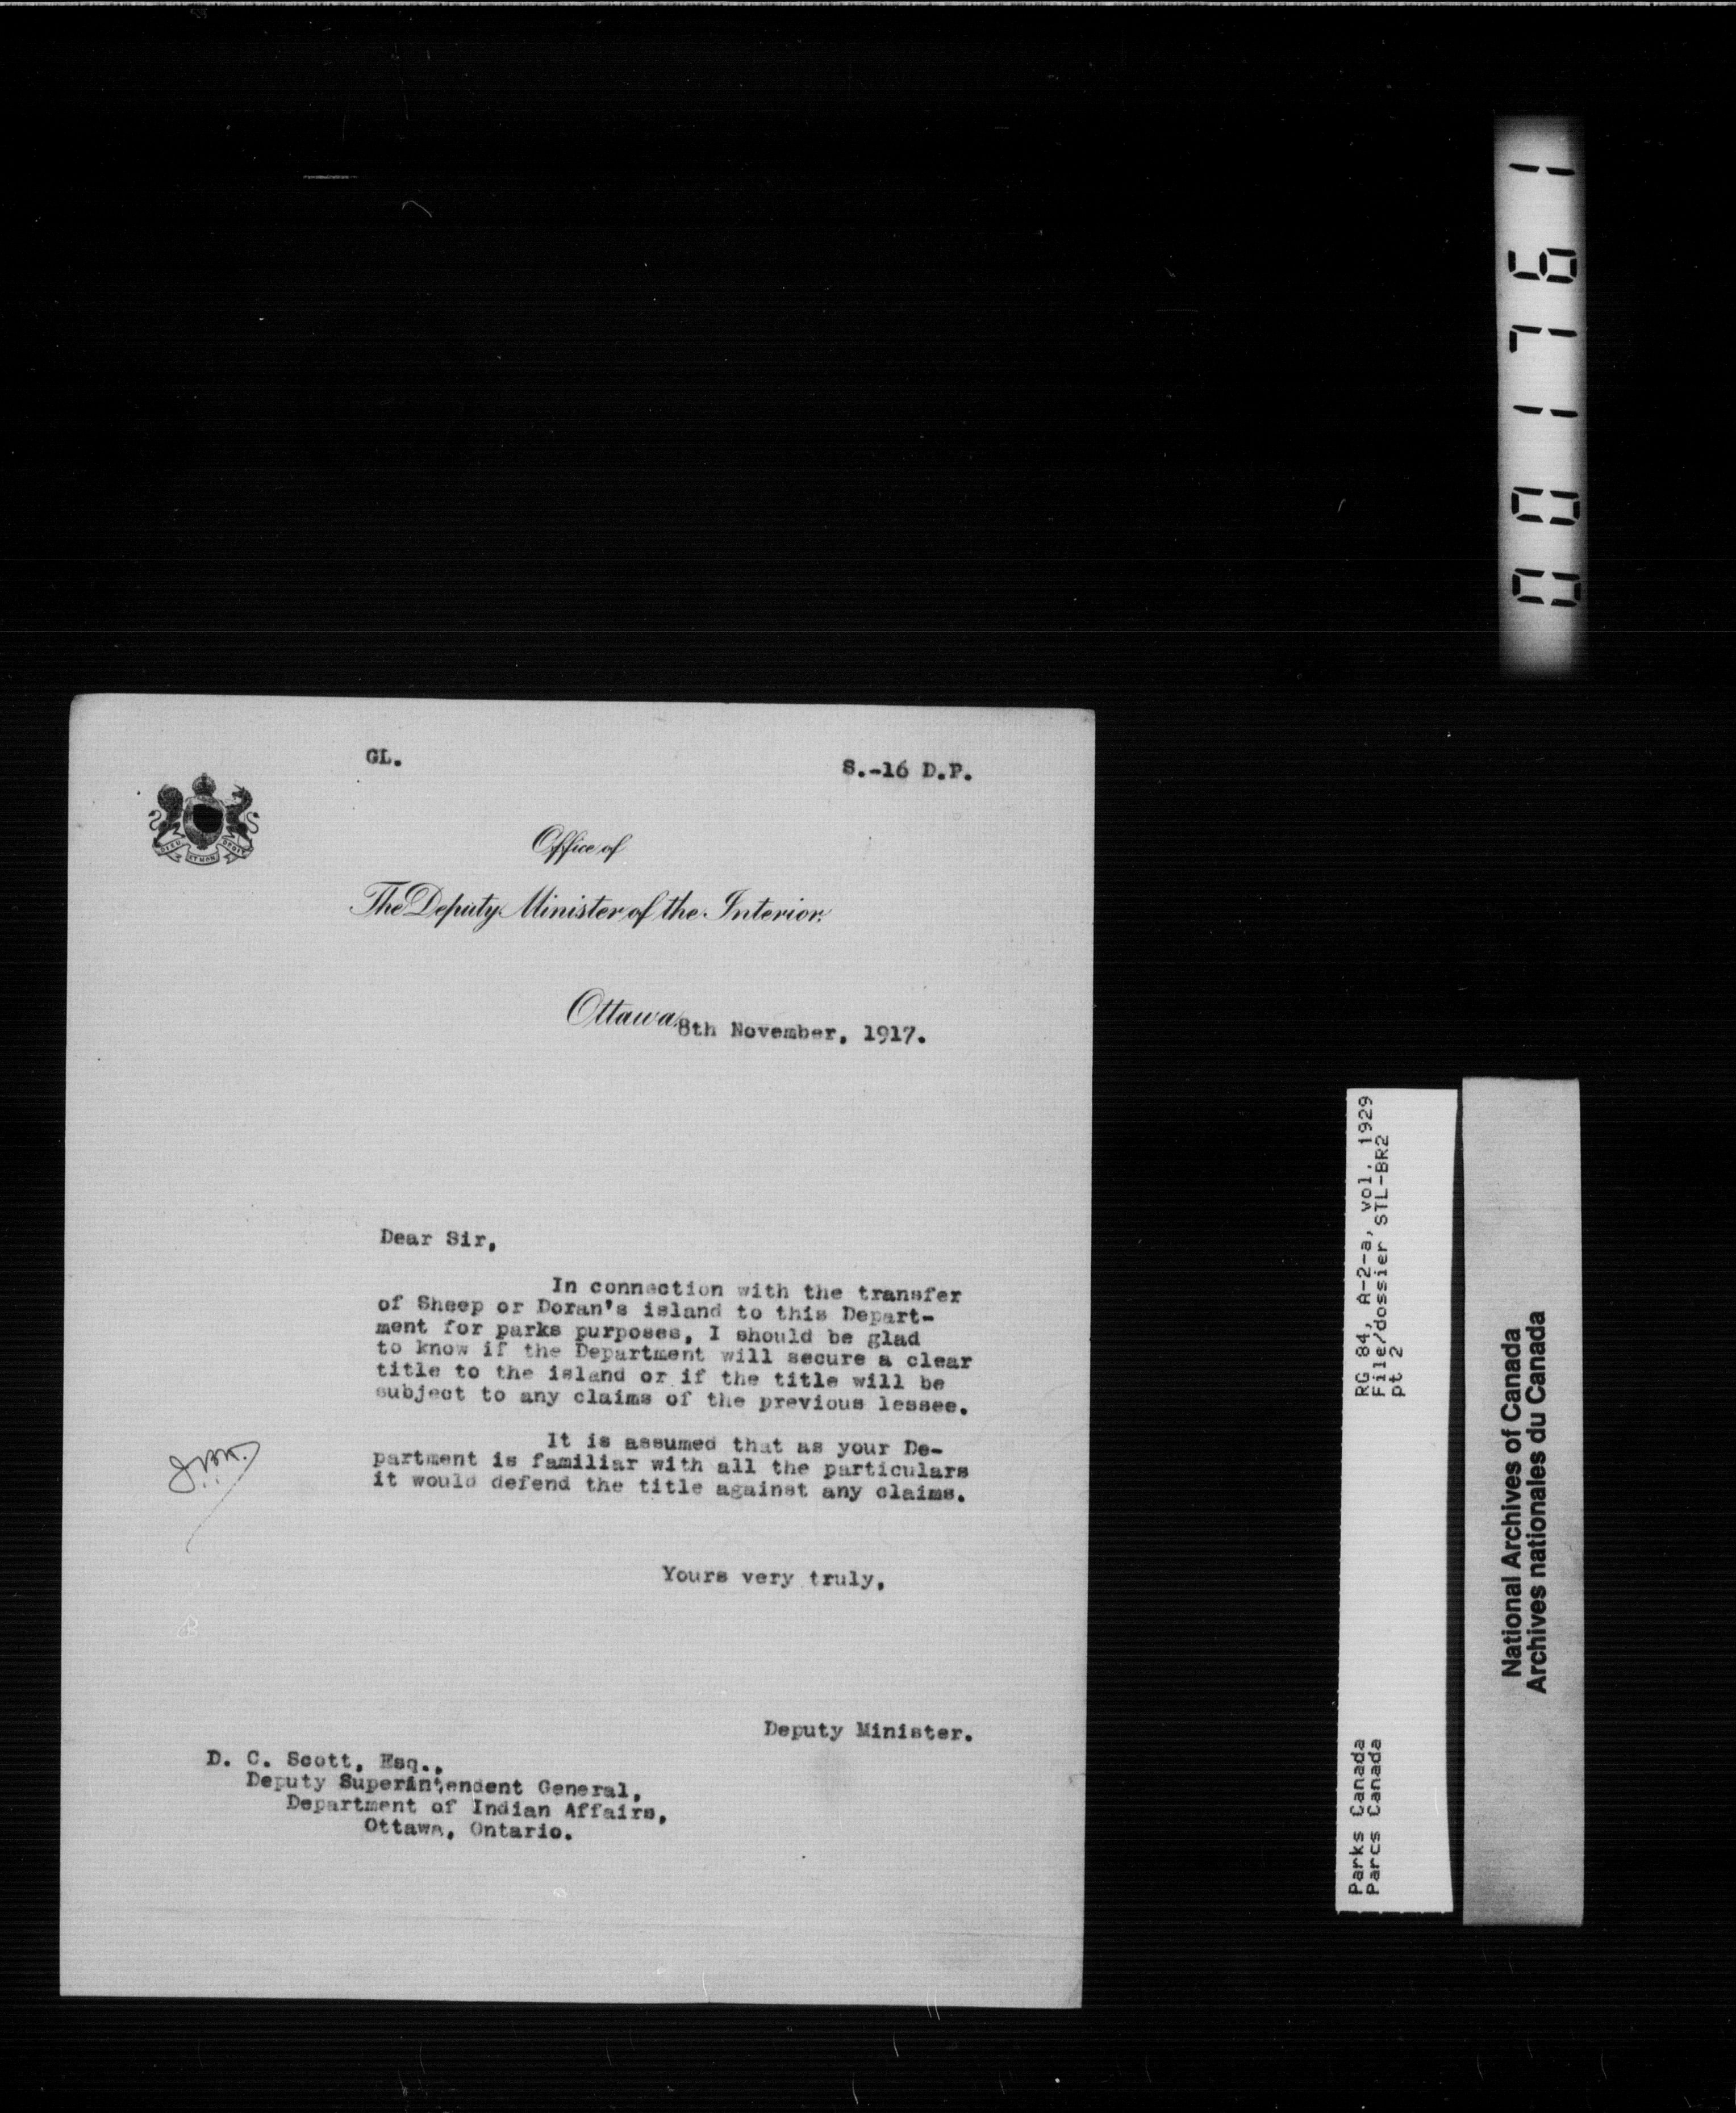 001761
GL.
S.-16 D.P.
DIEU ET MON DROIT
Office of
The Deputy Minister of the Interior.
Ottawa, 8th November, 1917.
Dear Sir,
In connection with the transfer
of Sheep or Doran's island to this Depart-
ment for parks purposes, I should be glad
to know if the Department will secure a clear
title to the island or if the title will be
subject to any claims of the previous lessee.
It is assumed that as your De-
partment is familiar with all the particulars
it would defend the title against any claims.
Yours very truly,
Deputy Minister.
D. C. Scott, Esq.,
Deputy Superintendent General,
Department of Indian Affairs,
Ottawa, Ontario.
RG 84, A-2-a, vol. 1929
File/dossier STL-BR2
pt 2
Parks Canada
Parcs Canada
National Archives of Canada
Archives nationales du Canada